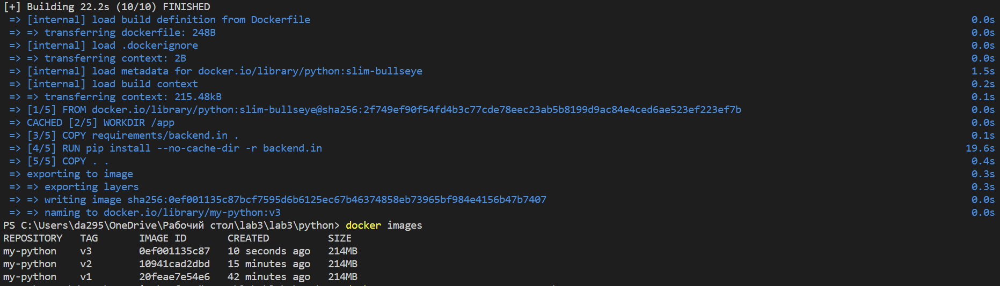 [+] Building 22.2s (10/10) FINISHED
=> [internal] load build definition from Dockerfile 0.0s
=> => transferring dockerfile: 248B 0.0s
=> [internal] load .dockerignore 0.0s
=> => transferring context: 2B 0.0s
=> [internal] load metadata for docker.io/library/python:slim-bullseye 1.5s
=> [internal] load build context 0.2s
=> => transferring context: 215.48kB 0.1s
=> [1/5] FROM docker.io/library/python:slim-bullseye@sha256:2f749ef90f54fd4b3c77cde78eec23ab5b8199d9ac84e4ced6ae523ef223ef7b 0.0s
=> CACHED [2/5] WORKDIR /app 0.0s
=> [3/5] COPY requirements/backend.in . 0.1s
=> [4/5] RUN pip install --no-cache-dir -r backend.in 19.6s
=> [5/5] COPY . . 0.4s
=> exporting to image 0.3s
=> => exporting layers 0.3s
=> => writing image sha256:0ef001135c87bcf7595d6b6125ec67b46374858eb73965bf984e4156b47b7407 0.0s
=> => naming to docker.io/library/my-python:v3 0.0s
PS C:\Users\da295\OneDrive\Рабочий стол\lab3\lab3\python> docker images
REPOSITORY TAG IMAGE ID CREATED SIZE
my-python v3 0ef001135c87 10 seconds ago 214MB
my-python v2 10941cad2dbd 15 minutes ago 214MB
my-python v1 20feae7e54e6 42 minutes ago 214MB